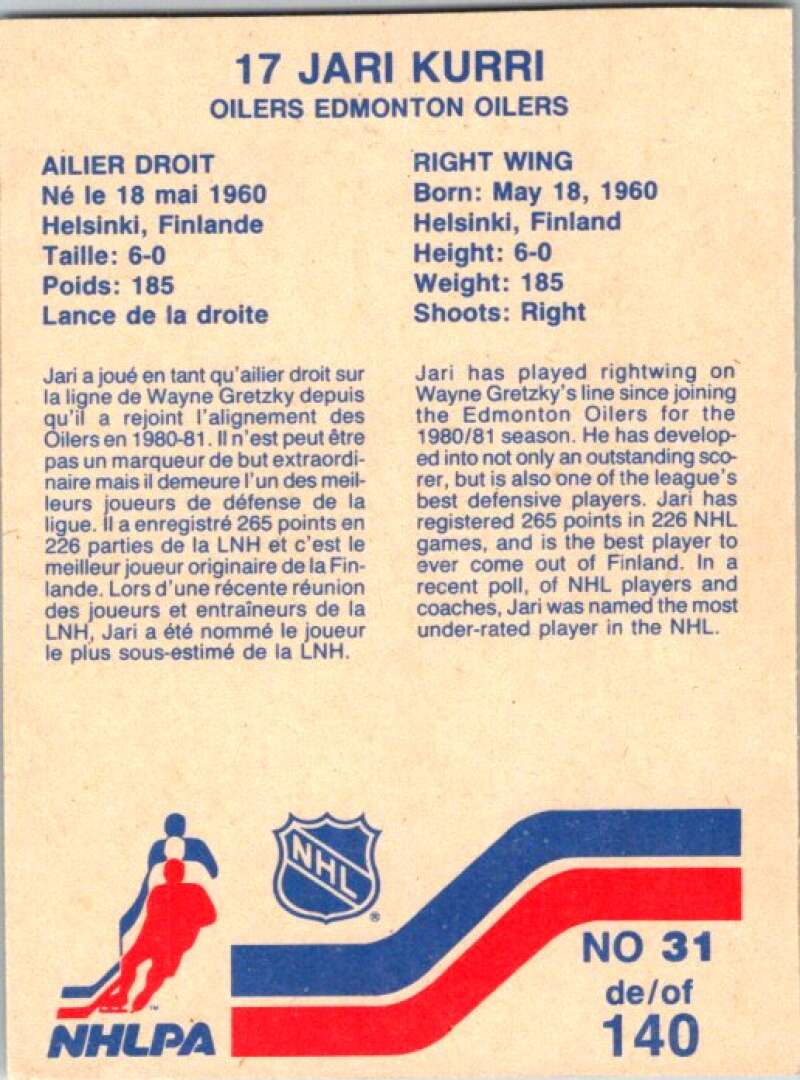 17 JARI KURRI
OILERS EDMONTON OILERS
AILIER DROIT
Né le 18 mai 1960
Helsinki, Finlande
Taille: 6-0
Poids: 185
Lance de la droite
Jari a joué en tant qu'ailier droit sur
la ligne de Wayne Gretzky depuis
qu'il a rejoint l'alignement des
Oilers en 1980-81. Il n'est peut être
pas un marqueur de but extraordi-
naire mais il demeure l'un des meil-
leurs joueurs de défense de la
ligue. Il a enregistré 265 points en
226 parties de la LNH et c'est le
meilleur joueur originaire de la Fin-
lande. Lors d'une récente réunion
des joueurs et entraîneurs de la
LNH, Jari a été nommé le joueur
le plus sous-estimé de la LNH.
RIGHT WING
Born: May 18, 1960
Helsinki, Finland
Height: 6-0
Weight: 185
Shoots: Right
Jari has played rightwing on
Wayne Gretzky's line since joining
the Edmonton Oilers for the
1980/81 season. He has develop-
ed into not only an outstanding sco-
rer, but is also one of the league's
best defensive players. Jari has
registered 265 points in 226 NHL
games, and is the best player to
ever come out of Finland. In a
recent poll, of NHL players and
coaches, Jari was named the most
under-rated player in the NHL.
NHL
®
™
NHLPA
NO 31
de/of
140